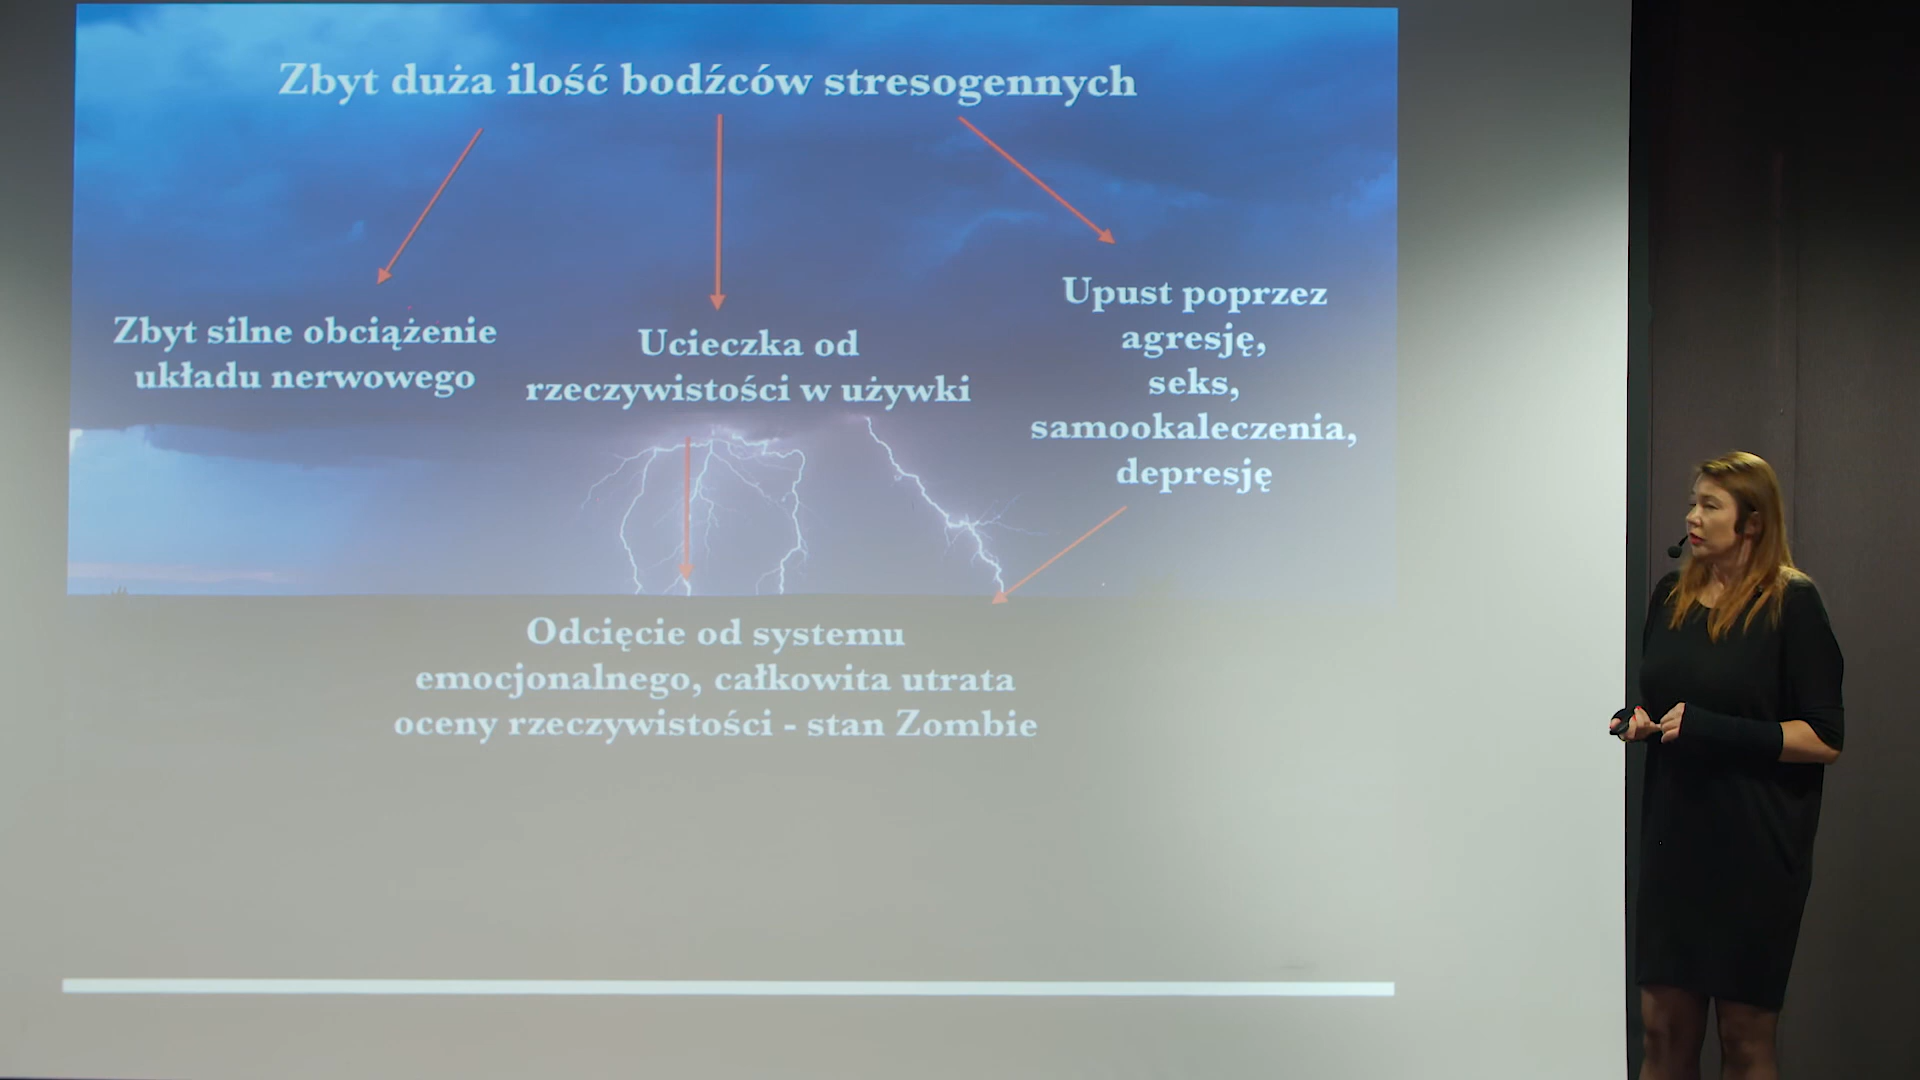 Zbyt duża ilość bodźców stresogennych
Zbyt silne obciążenie
układu nerwowego
Ucieczka od
rzeczywistości w używki
Upust poprzez
agresję,
seks,
samookaleczenia,
depresję
Odcięcie od systemu
emocjonalnego, całkowita utrata
oceny rzeczywistości - stan Zombie